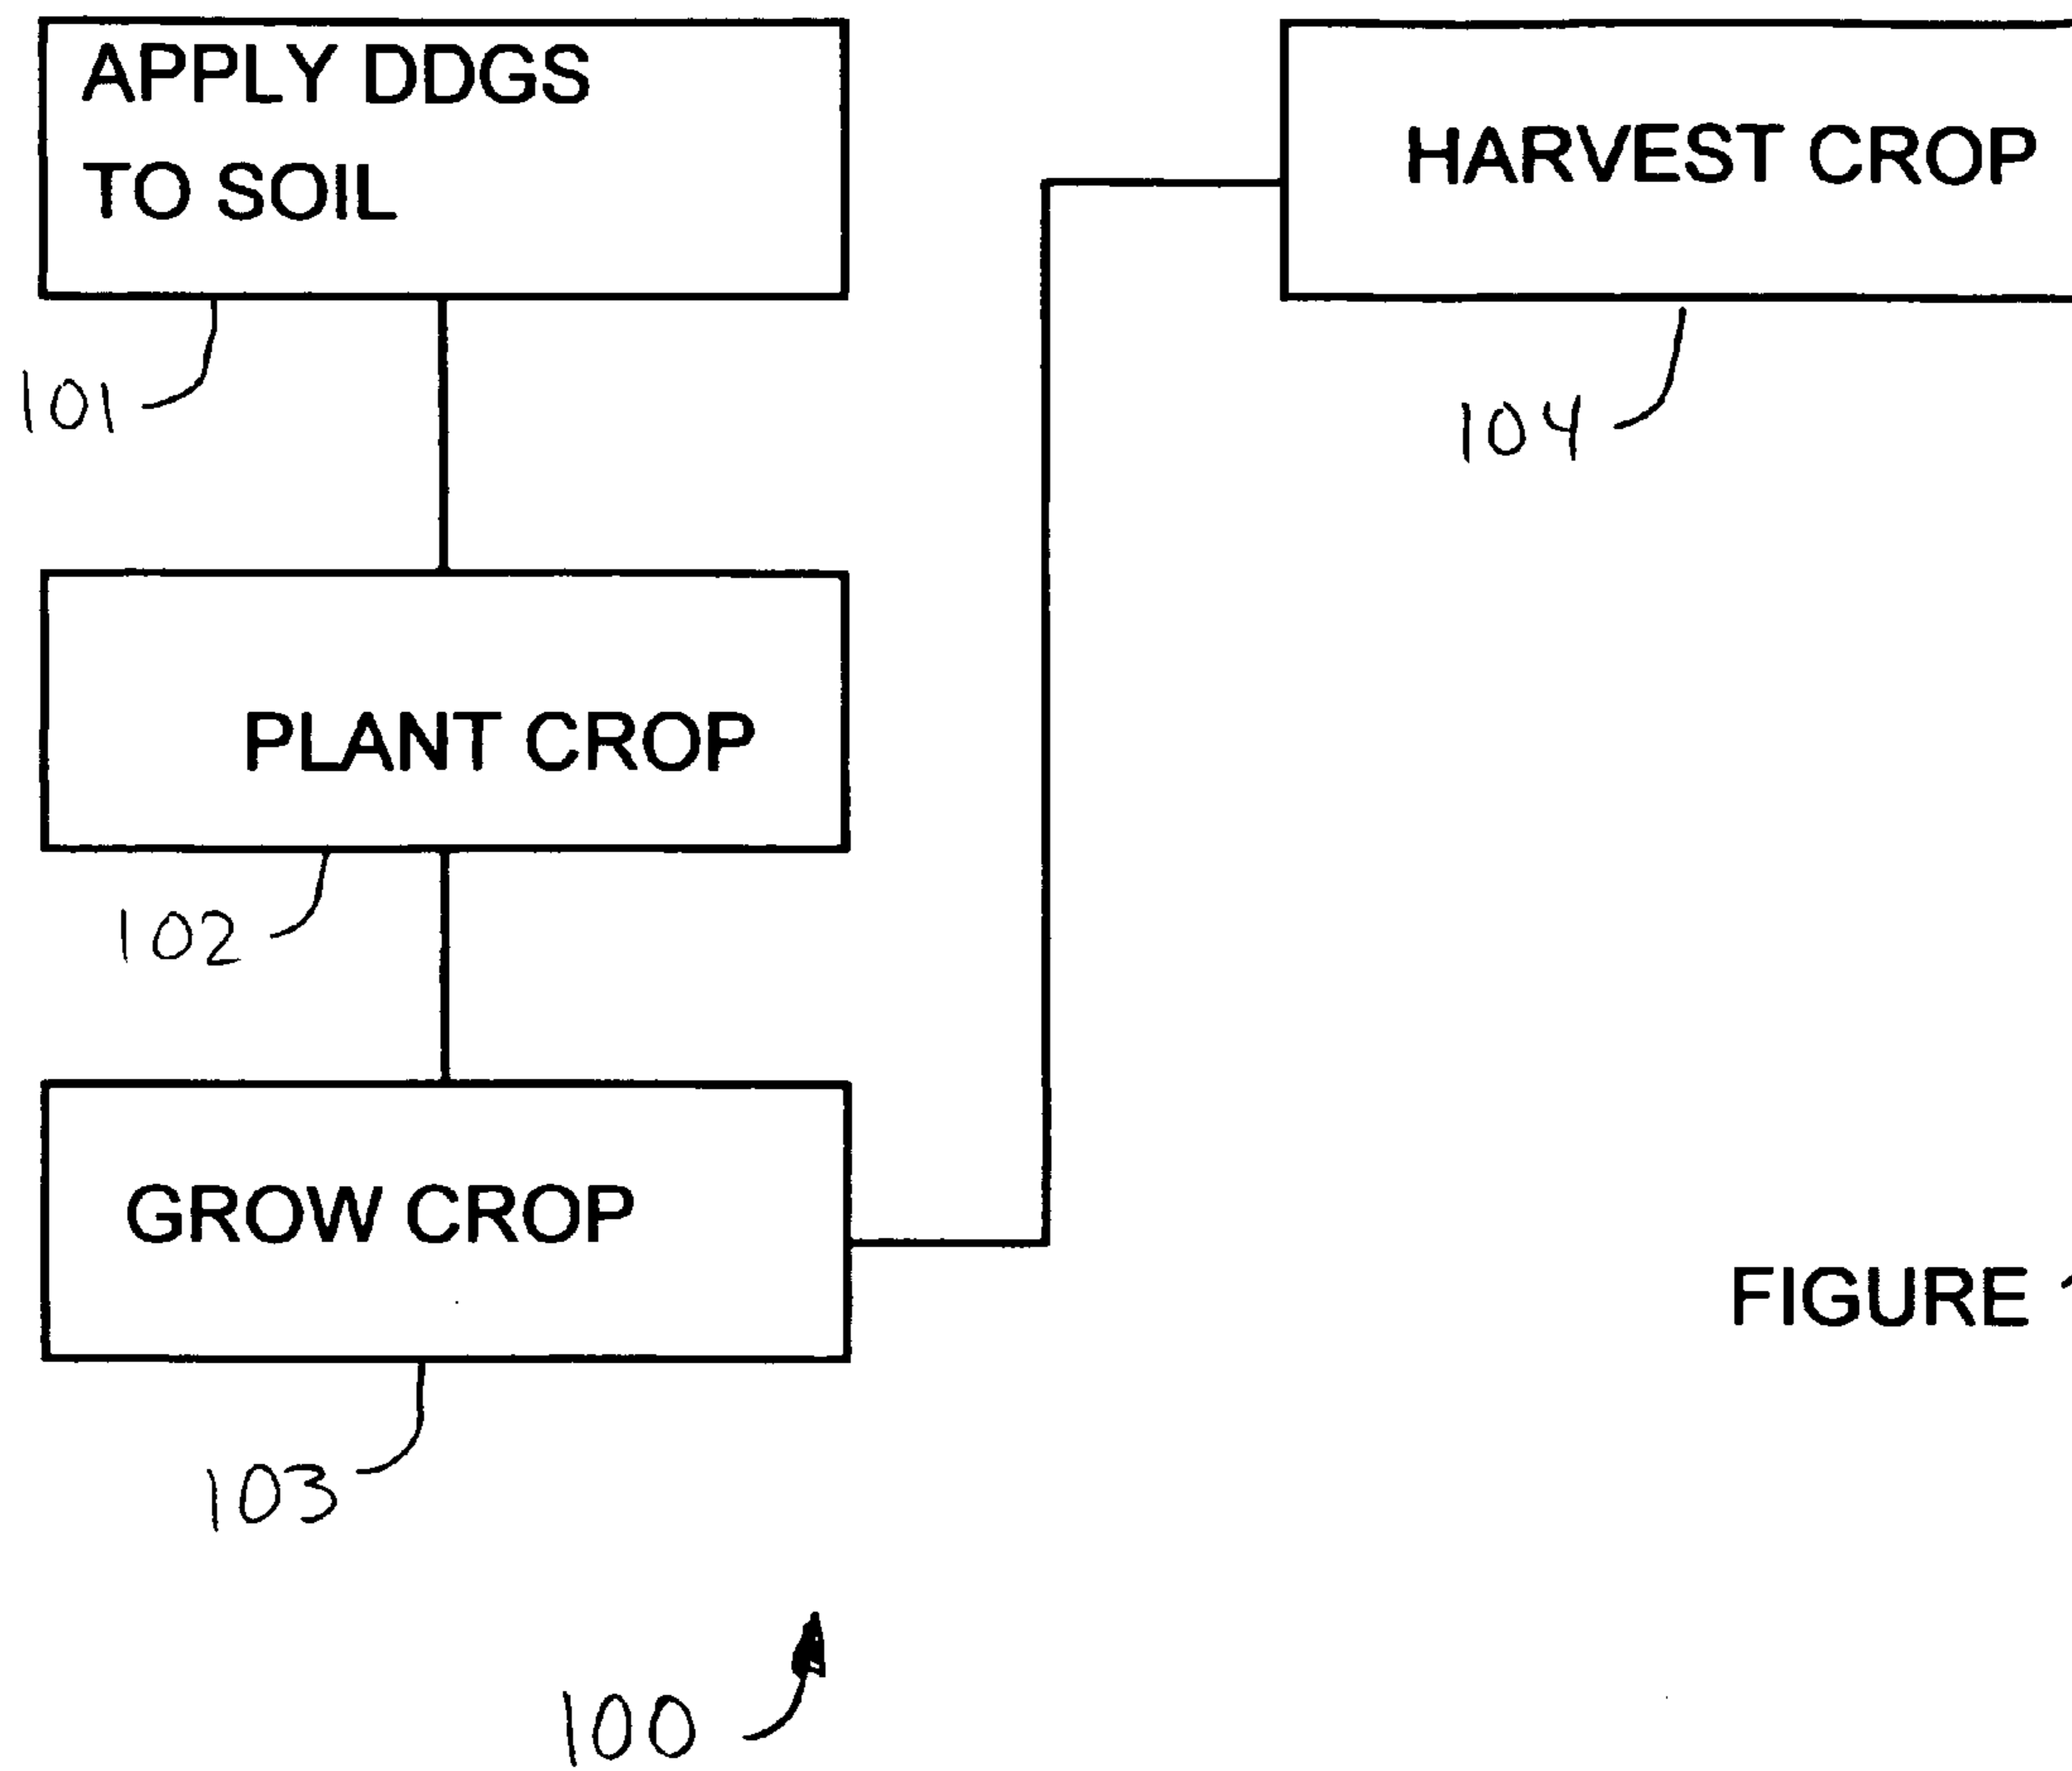 APPLY DDGS
TO SOIL
101
PLANT CROP
102
GROW CROP
103
HARVEST CROP
104
FIGURE
100